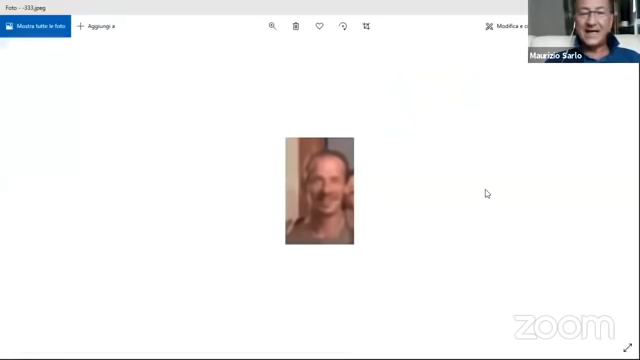 Foto - -333.jpeg
Mostra tutte le foto
Aggiungi a
Modifica e c
Maurizio Sarlo
zoom